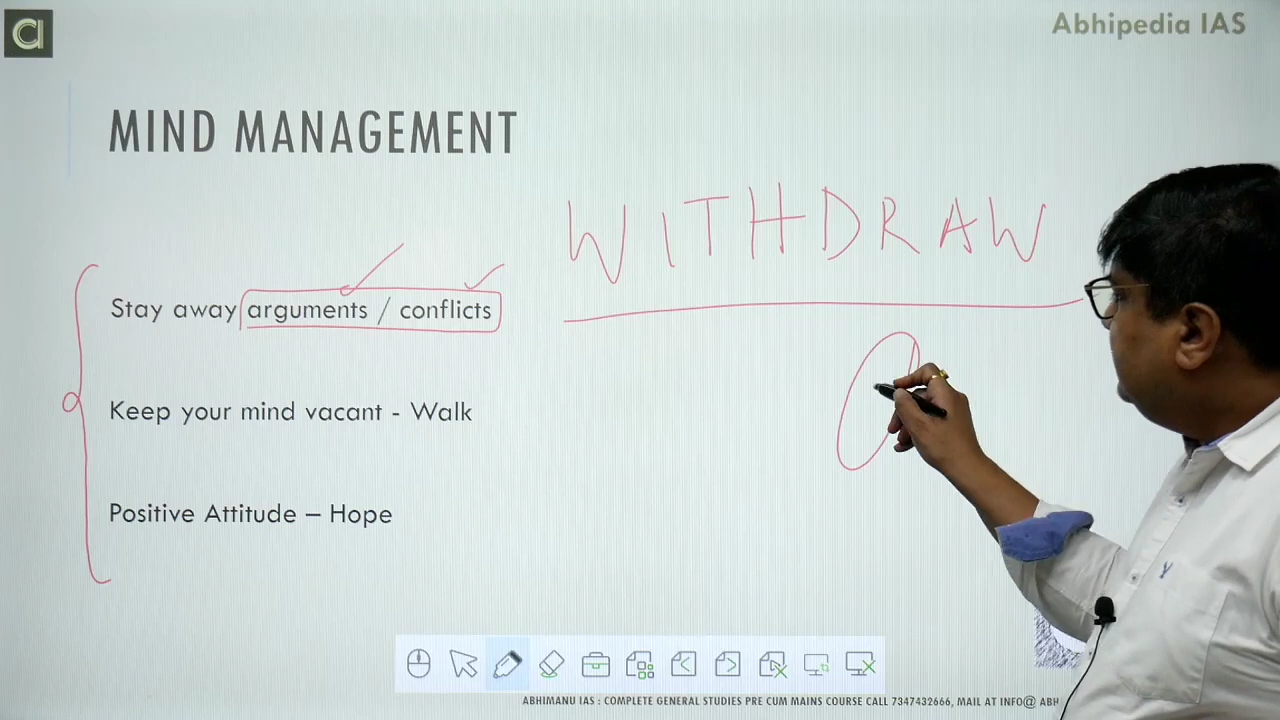 Abhipedia IAS
MIND MANAGEMENT
WITHDRAW
Stay away arguments / conflicts
Keep your mind vacant - Walk
Positive Attitude – Hope
ABHIMANU IAS : COMPLETE GENERAL STUDIES PRE CUM MAINS COURSE CALL 7347432666, MAIL AT INFO@ ABH